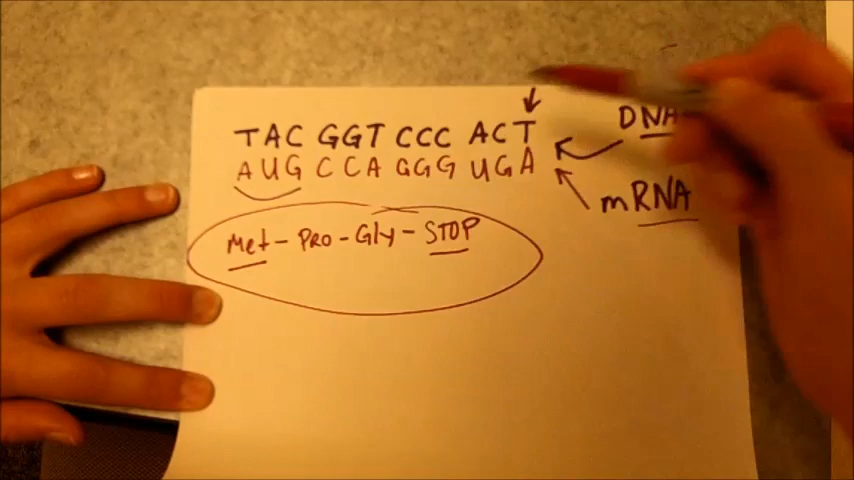 TAC GGT CCC ACT
DNA
AUG CCA GGG UGA
mRNA
Met - Pro - Gly - STOP